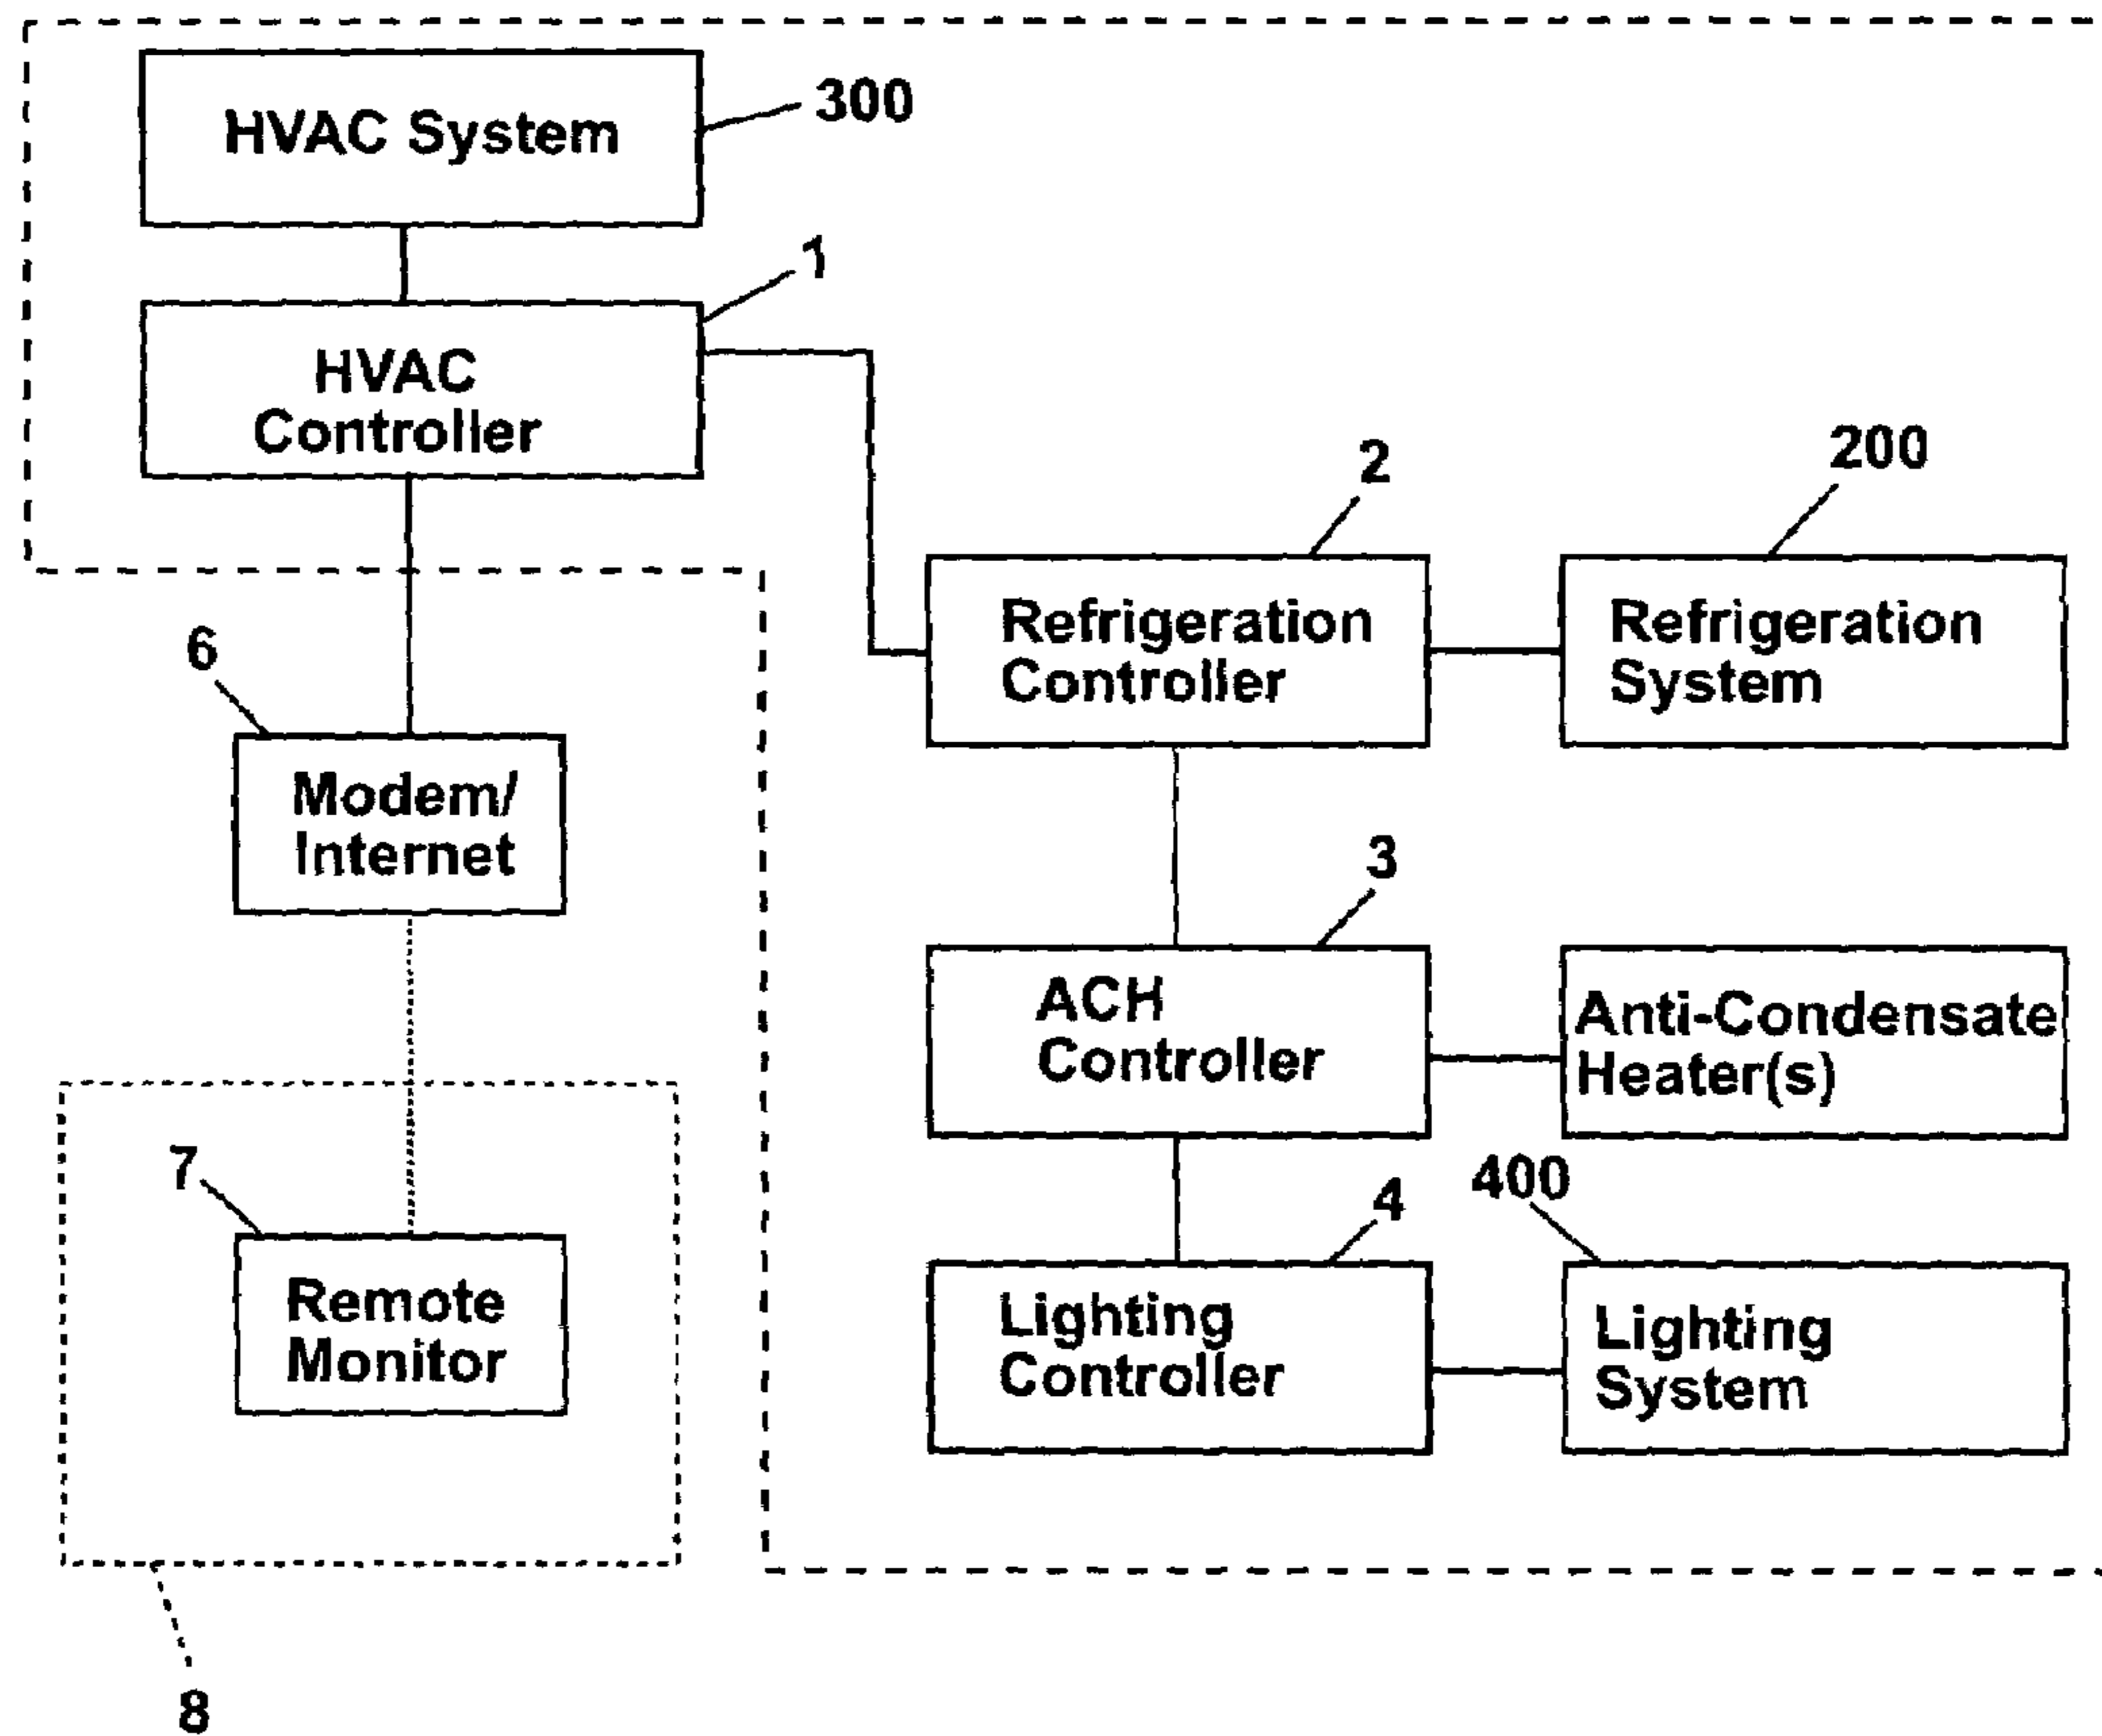 HVAC System
300
1
HVAC
Controller
2
200
Refrigeration
Controller
Refrigeration
System
6
Modem/
Internet
3
ACH
Controller
Anti-Condensate
Heater(s)
7
Remote
Monitor
4
400
Lighting
Controller
Lighting
System
8